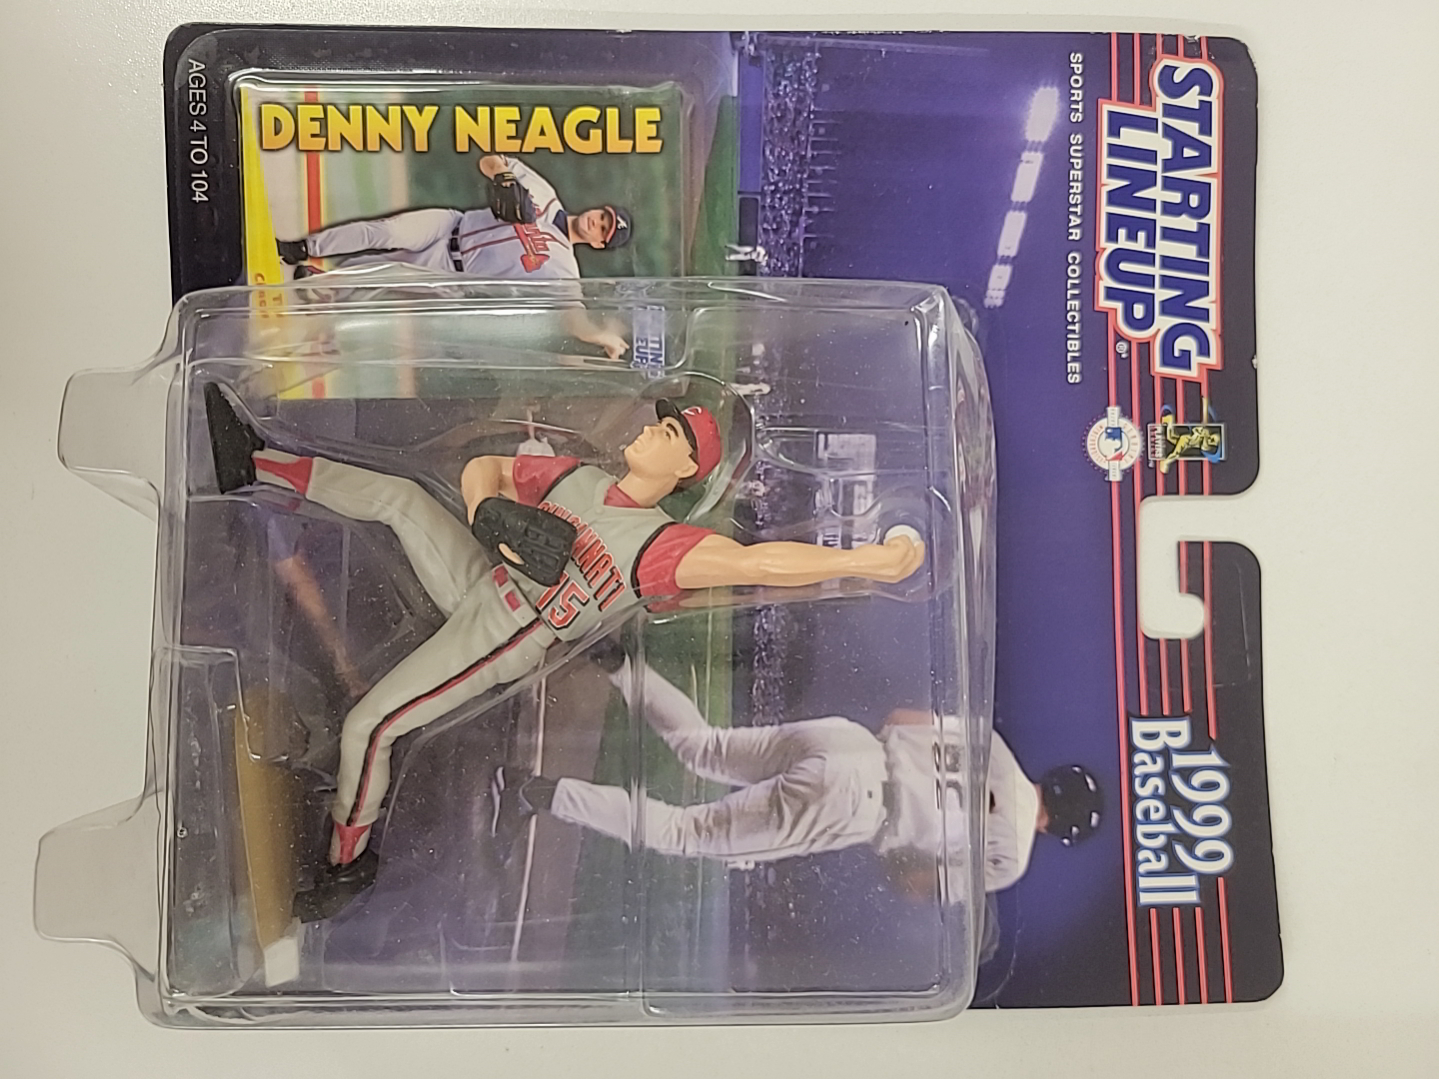 STARTING
LINEUP®
SPORTS SUPERSTAR COLLECTIBLES
1999
Baseball
DENNY NEAGLE
AGES 4 TO 104
CINCINNATI
15